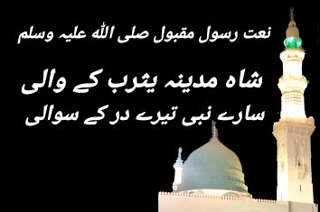 نعت رسول مقبول صلی اللہ علیہ وسلم
شاہ مدینہ یثرب کے والی
سارے نبی تیرے در کے سوالی